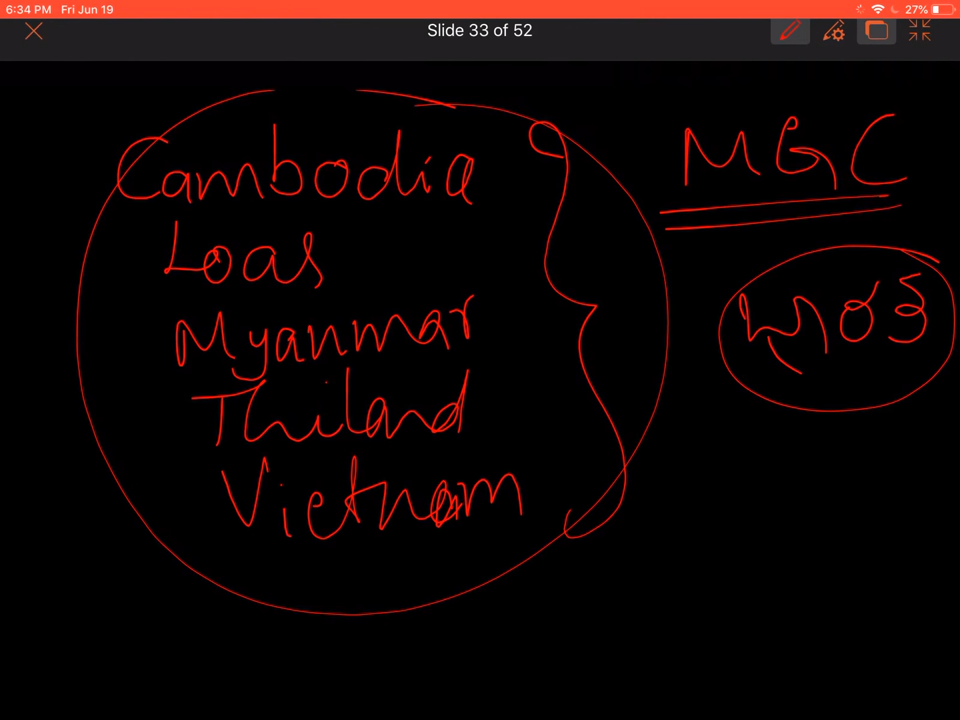 6:34 PM Fri Jun 19
27%
Slide 33 of 52
MGC
Cambodia
Loas
Myanmar
Thiland
Vietnam